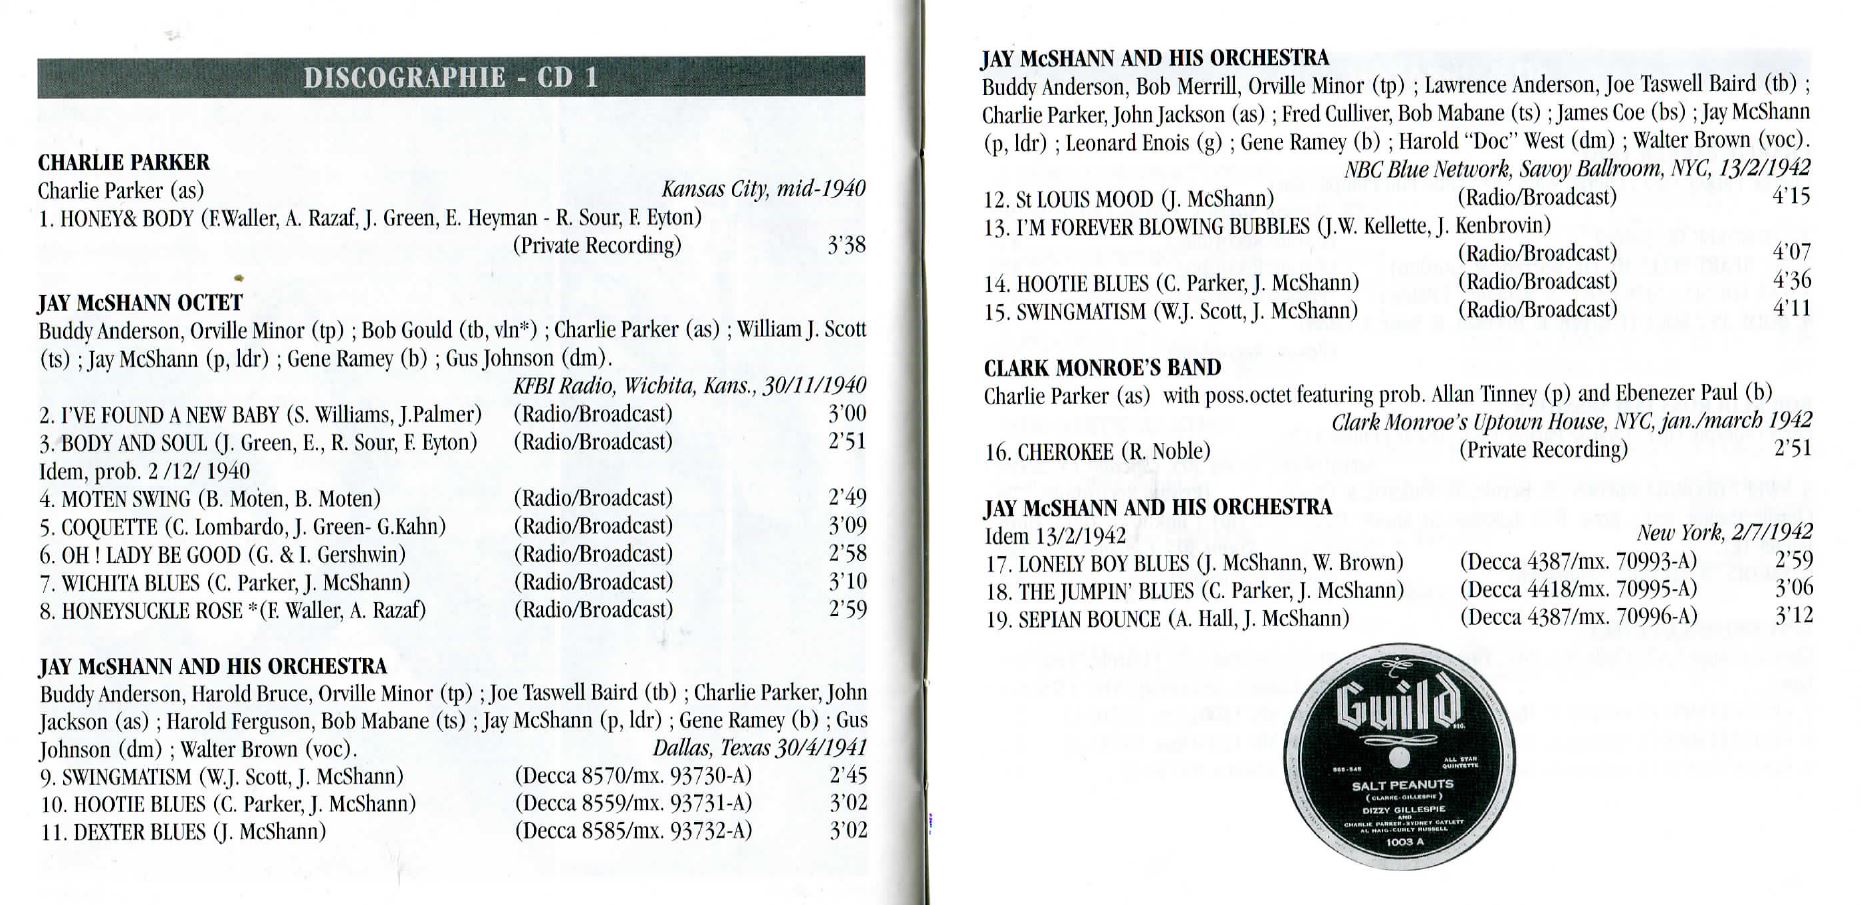 DISCOGRAPHIE - CD 1
CHARLIE PARKER
Charlie Parker (as) Kansas City, mid-1940
1. HONEY& BODY (F.Waller, A. Razaf, J. Green, E. Heyman - R. Sour, F. Eyton)
(Private Recording) 3'38
JAY McSHANN OCTET
Buddy Anderson, Orville Minor (tp) ; Bob Gould (tb, vln*) ; Charlie Parker (as) ; William J. Scott
(ts) ; Jay McShann (p, ldr) ; Gene Ramey (b) ; Gus Johnson (dm).
KFBI Radio, Wichita, Kans., 30/11/1940
2. I'VE FOUND A NEW BABY (S. Williams, J.Palmer) (Radio/Broadcast) 3'00
3. BODY AND SOUL (J. Green, E., R. Sour, F. Eyton) (Radio/Broadcast) 2'51
Idem, prob. 2 /12/ 1940
4. MOTEN SWING (B. Moten, B. Moten) (Radio/Broadcast) 2'49
5. COQUETTE (C. Lombardo, J. Green- G.Kahn) (Radio/Broadcast) 3'09
6. OH ! LADY BE GOOD (G. & I. Gershwin) (Radio/Broadcast) 2'58
7. WICHITA BLUES (C. Parker, J. McShann) (Radio/Broadcast) 3'10
8. HONEYSUCKLE ROSE *(F. Waller, A. Razaf) (Radio/Broadcast) 2'59
JAY McSHANN AND HIS ORCHESTRA
Buddy Anderson, Harold Bruce, Orville Minor (tp) ; Joe Taswell Baird (tb) ; Charlie Parker, John
Jackson (as) ; Harold Ferguson, Bob Mabane (ts) ; Jay McShann (p, ldr) ; Gene Ramey (b) ; Gus
Johnson (dm) ; Walter Brown (voc). Dallas, Texas 30/4/1941
9. SWINGMATISM (W.J. Scott, J. McShann) (Decca 8570/mx. 93730-A) 2'45
10. HOOTIE BLUES (C. Parker, J. McShann) (Decca 8559/mx. 93731-A) 3'02
11. DEXTER BLUES (J. McShann) (Decca 8585/mx. 93732-A) 3'02
JAY McSHANN AND HIS ORCHESTRA
Buddy Anderson, Bob Merrill, Orville Minor (tp) ; Lawrence Anderson, Joe Taswell Baird (tb) ;
Charlie Parker, John Jackson (as) ; Fred Culliver, Bob Mabane (ts) ; James Coe (bs) ; Jay McShann
(p, ldr) ; Leonard Enois (g) ; Gene Ramey (b) ; Harold "Doc" West (dm) ; Walter Brown (voc).
NBC Blue Network, Savoy Ballroom, NYC, 13/2/1942
12. St LOUIS MOOD (J. McShann) (Radio/Broadcast) 4'15
13. I'M FOREVER BLOWING BUBBLES (J.W. Kellette, J. Kenbrovin)
(Radio/Broadcast) 4'07
14. HOOTIE BLUES (C. Parker, J. McShann) (Radio/Broadcast) 4'36
15. SWINGMATISM (W.J. Scott, J. McShann) (Radio/Broadcast) 4'11
CLARK MONROE'S BAND
Charlie Parker (as) with poss.octet featuring prob. Allan Tinney (p) and Ebenezer Paul (b)
Clark Monroe's Uptown House, NYC, jan./march 1942
16. CHEROKEE (R. Noble) (Private Recording) 2'51
JAY McSHANN AND HIS ORCHESTRA
Idem 13/2/1942 New York, 2/7/1942
17. LONELY BOY BLUES (J. McShann, W. Brown) (Decca 4387/mx. 70993-A) 2'59
18. THE JUMPIN' BLUES (C. Parker, J. McShann) (Decca 4418/mx. 70995-A) 3'06
19. SEPIAN BOUNCE (A. Hall, J. McShann) (Decca 4387/mx. 70996-A) 3'12
Guild
ALL STAR
QUINTETTE
SALT PEANUTS
(CLARKE-GILLESPIE)
DIZZY GILLESPIE
AND
CHARLIE PARKER-SYDNEY CATLETT
AL HAIG-CURLY RUSSELL
1003 A